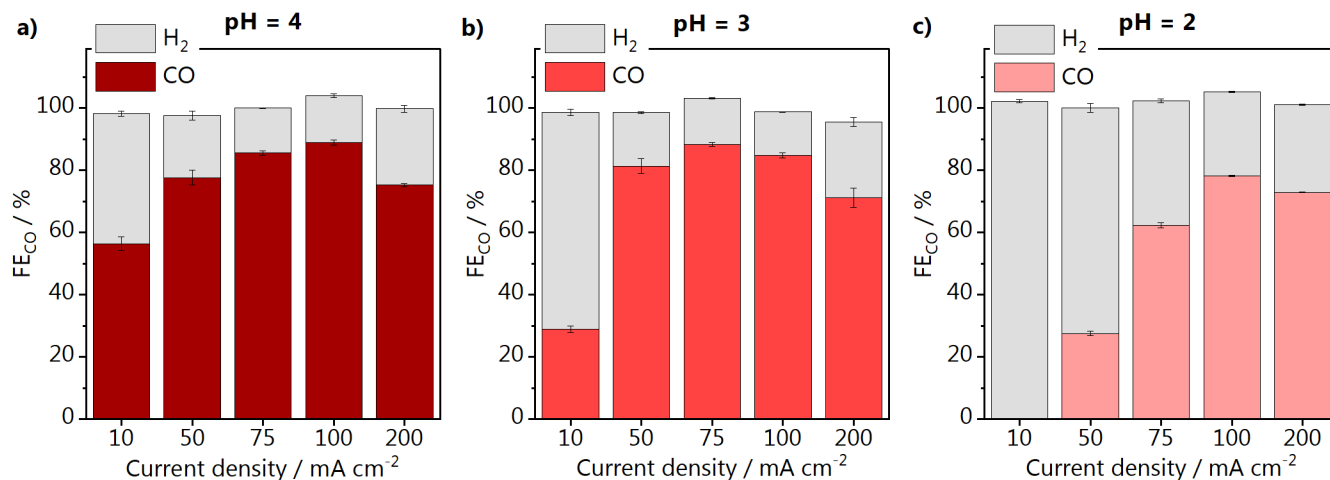 a)
pH = 4
H2
CO
FECO / %
100
80
60
40
20
0
10 50 75 100 200
Current density / mA cm-2
b)
pH = 3
H2
CO
FECO / %
100
80
60
40
20
0
10 50 75 100 200
Current density / mA cm-2
c)
pH = 2
H2
CO
FECO / %
100
80
60
40
20
0
10 50 75 100 200
Current density / mA cm-2